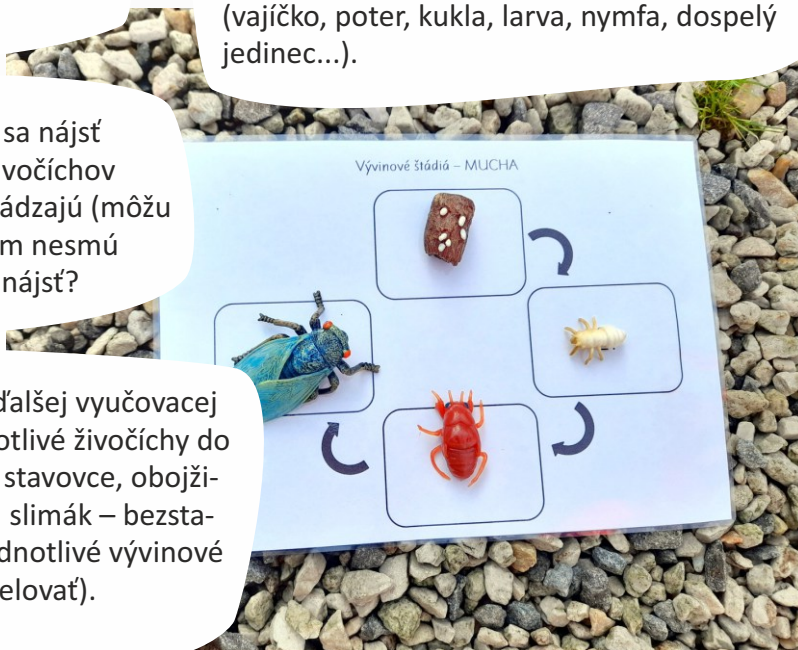 (vajíčko, poter, kukla, larva, nymfa, dospelý
jedinec...).
sa nájsť
vočíchov
ádzajú (môžu
m nesmú
nájsť?
ďalšej vyučovacej
otlivé živočíchy do
stavovce, obojži-
slimák – bezsta-
dnotlivé vývinové
elovať).
Vývinové štádiá – MUCHA